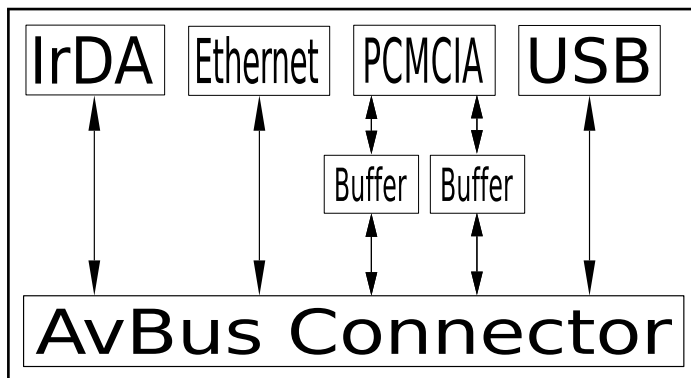 IrDA
Ethernet
PCMCIA
USB
Buffer
Buffer
AvBus Connector